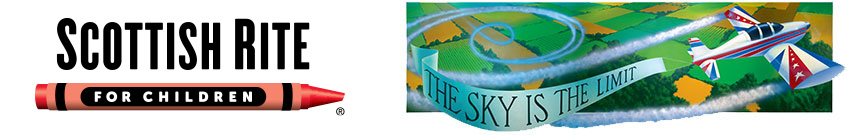 SCOTTISH RITE
FOR CHILDREN
®
THE SKY IS THE LIMIT